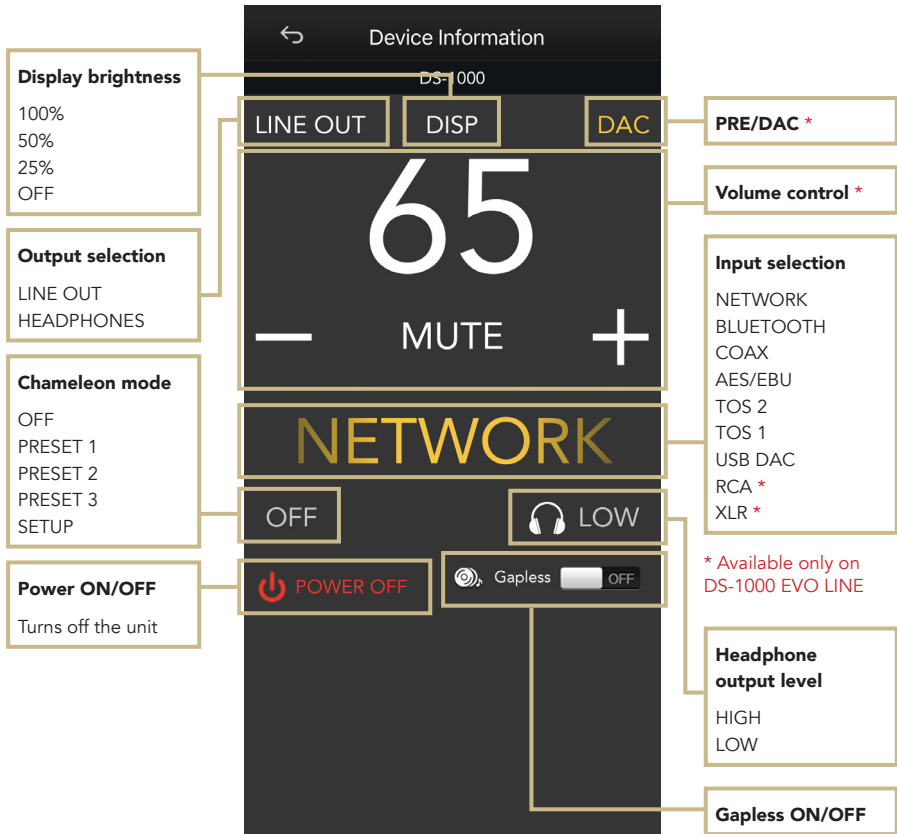 Device Information
DS-1000
LINE OUT
DISP
DAC
65
MUTE
NETWORK
OFF
LOW
POWER OFF
Gapless
OFF
Display brightness
100%
50%
25%
OFF
Output selection
LINE OUT
HEADPHONES
Chameleon mode
OFF
PRESET 1
PRESET 2
PRESET 3
SETUP
Power ON/OFF
Turns off the unit
PRE/DAC *
Volume control *
Input selection
NETWORK
BLUETOOTH
COAX
AES/EBU
TOS 2
TOS 1
USB DAC
RCA *
XLR *
* Available only on
DS-1000 EVO LINE
Headphone
output level
HIGH
LOW
Gapless ON/OFF